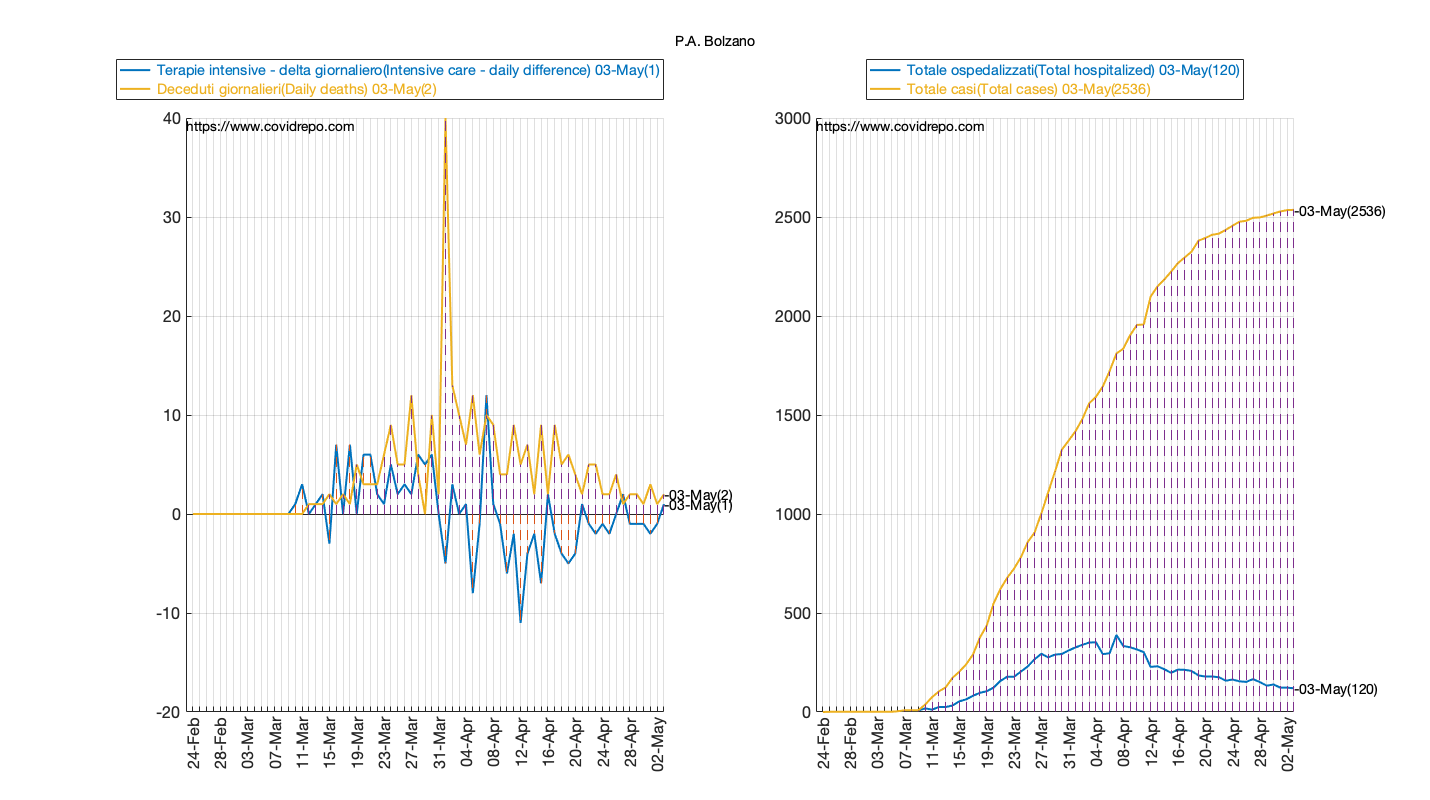 P.A. Bolzano
Terapie intensive - delta giornaliero(Intensive care - daily difference) 03-May(1)
Deceduti giornalieri(Daily deaths) 03-May(2)
https://www.covidrepo.com
40
30
20
10
0
-10
-20
-03-May(2)
-03-May(1)
24-Feb
28-Feb
03-Mar
07-Mar
11-Mar
15-Mar
19-Mar
23-Mar
27-Mar
31-Mar
04-Apr
08-Apr
12-Apr
16-Apr
20-Apr
24-Apr
28-Apr
02-May
Totale ospedalizzati(Total hospitalized) 03-May(120)
Totale casi(Total cases) 03-May(2536)
https://www.covidrepo.com
3000
2500
2000
1500
1000
500
0
-03-May(2536)
-03-May(120)
24-Feb
28-Feb
03-Mar
07-Mar
11-Mar
15-Mar
19-Mar
23-Mar
27-Mar
31-Mar
04-Apr
08-Apr
12-Apr
16-Apr
20-Apr
24-Apr
28-Apr
02-May